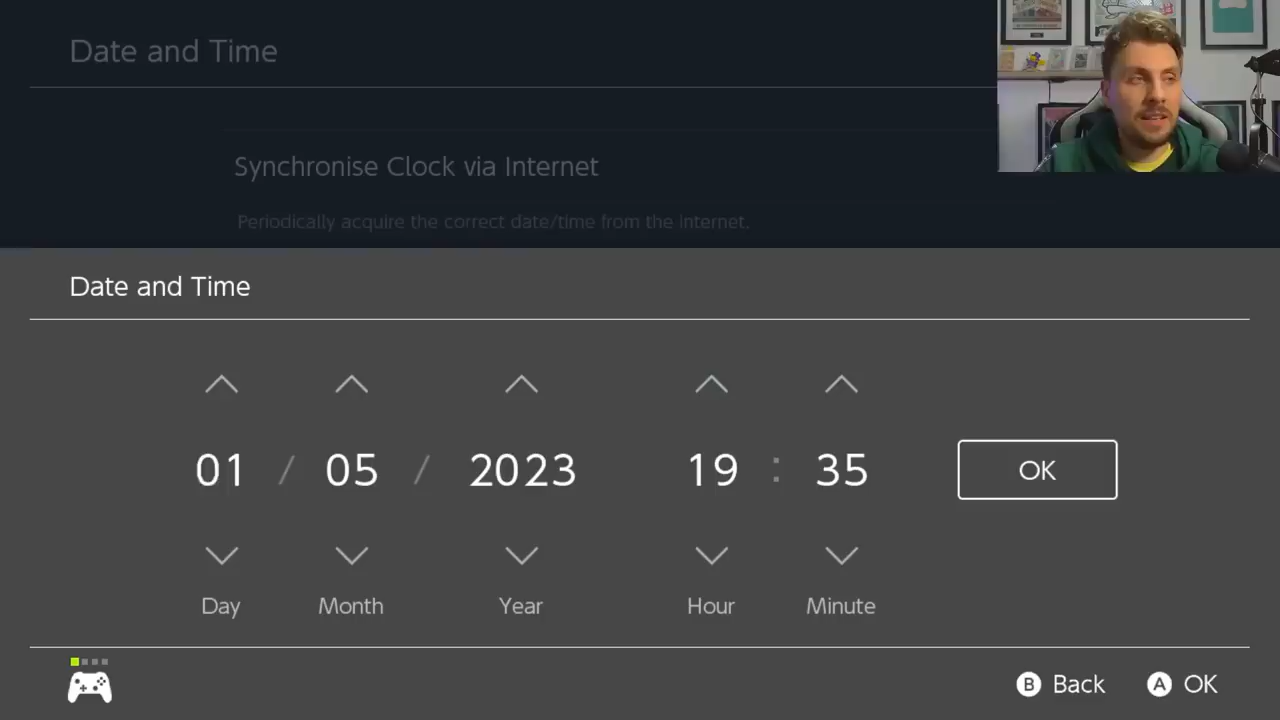 Date and Time
Synchronise Clock via Internet
Periodically acquire the correct date/time from the Internet.
Date and Time
01 / 05 / 2023 19 : 35 OK
Day Month Year Hour Minute
B Back A OK